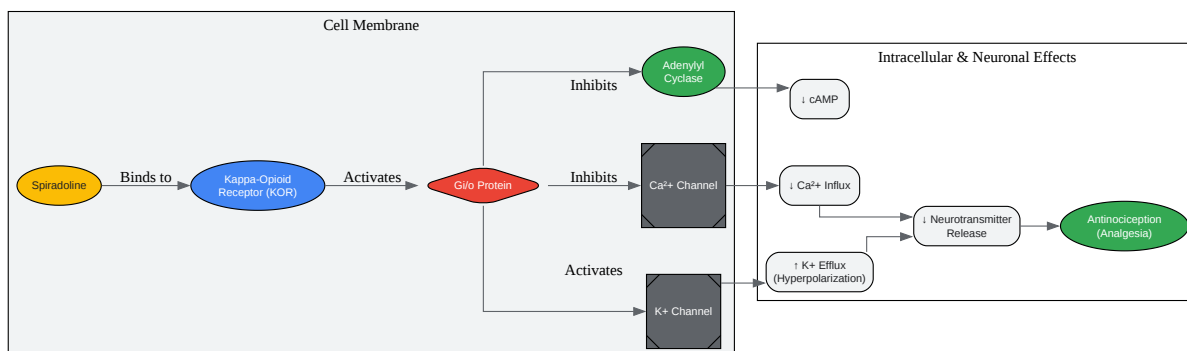 Cell Membrane
Intracellular & Neuronal Effects
Adenylyl
Cyclase
Inhibits
↓ cAMP
Spiradoline
Binds to
Kappa-Opioid
Receptor (KOR)
Activates
Gi/o Protein
Inhibits
Ca²+ Channel
↓ Ca²+ Influx
↓ Neurotransmitter
Release
Antinociception
(Analgesia)
Activates
K+ Channel
↑ K+ Efflux
(Hyperpolarization)